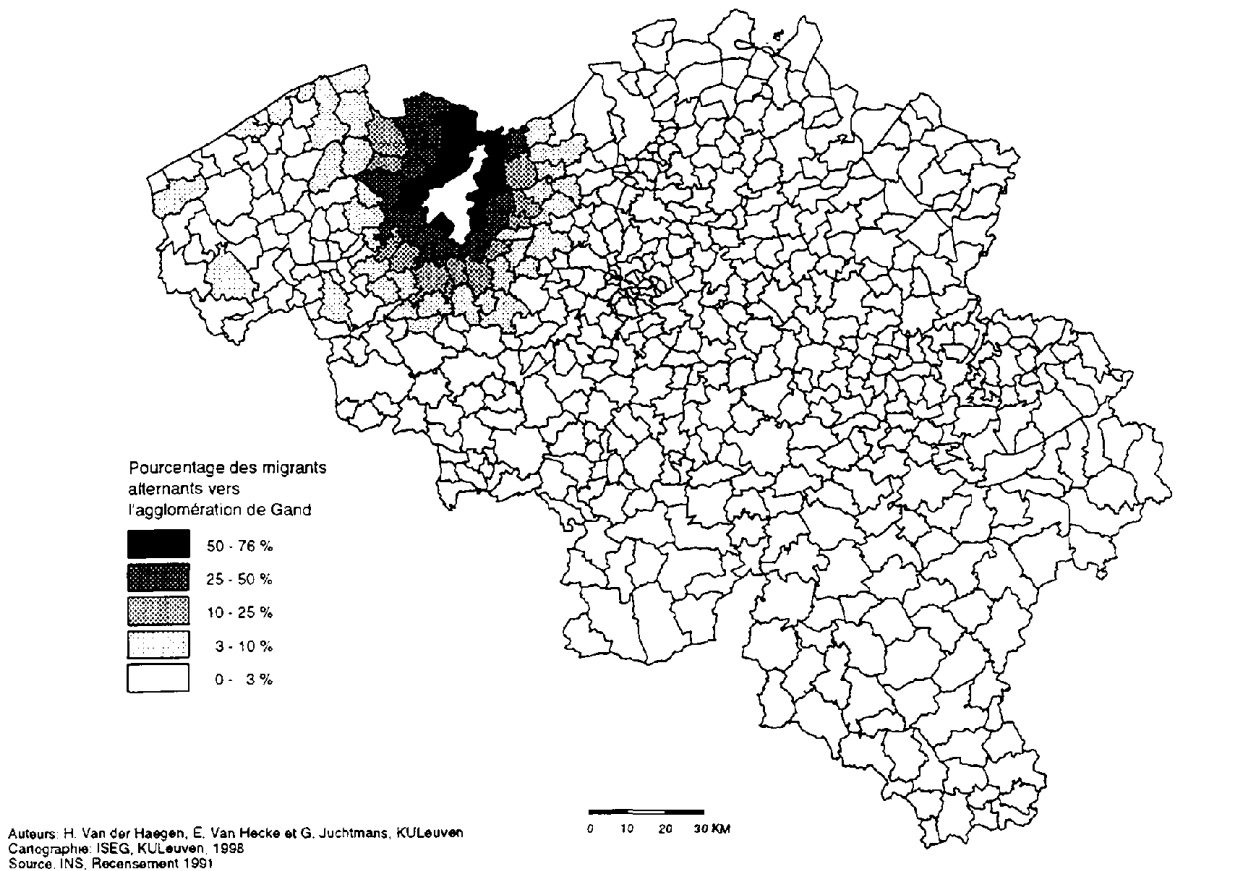 Pourcentage des migrants
alternants vers
l'agglomération de Gand
50 - 76 %
25 - 50 %
10 - 25 %
3 - 10 %
0 - 3 %
0 10 20 30 KM
Auteurs: H. Van der Haegen, E. Van Hecke et G. Juchtmans, KULeuven
Cartographie: ISEG, KULeuven, 1998
Source. INS, Recensement 1991